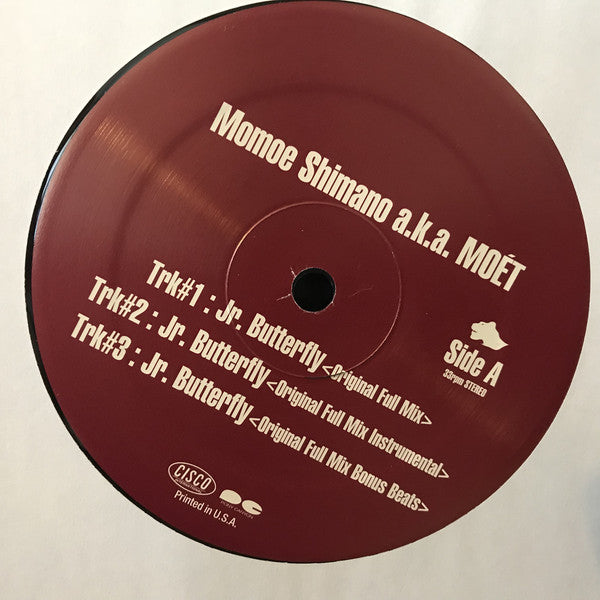 Momoe Shimano a.k.a. MOÉT
Trk#1 : Jr. Butterfly<Original Full Mix>
Trk#2 : Jr. Butterfly<Original Full Mix Instrumental>
Trk#3 : Jr. Butterfly<Original Full Mix Bonus Beats>
Side A
33rpm STEREO
CISCO
Printed in U.S.A.